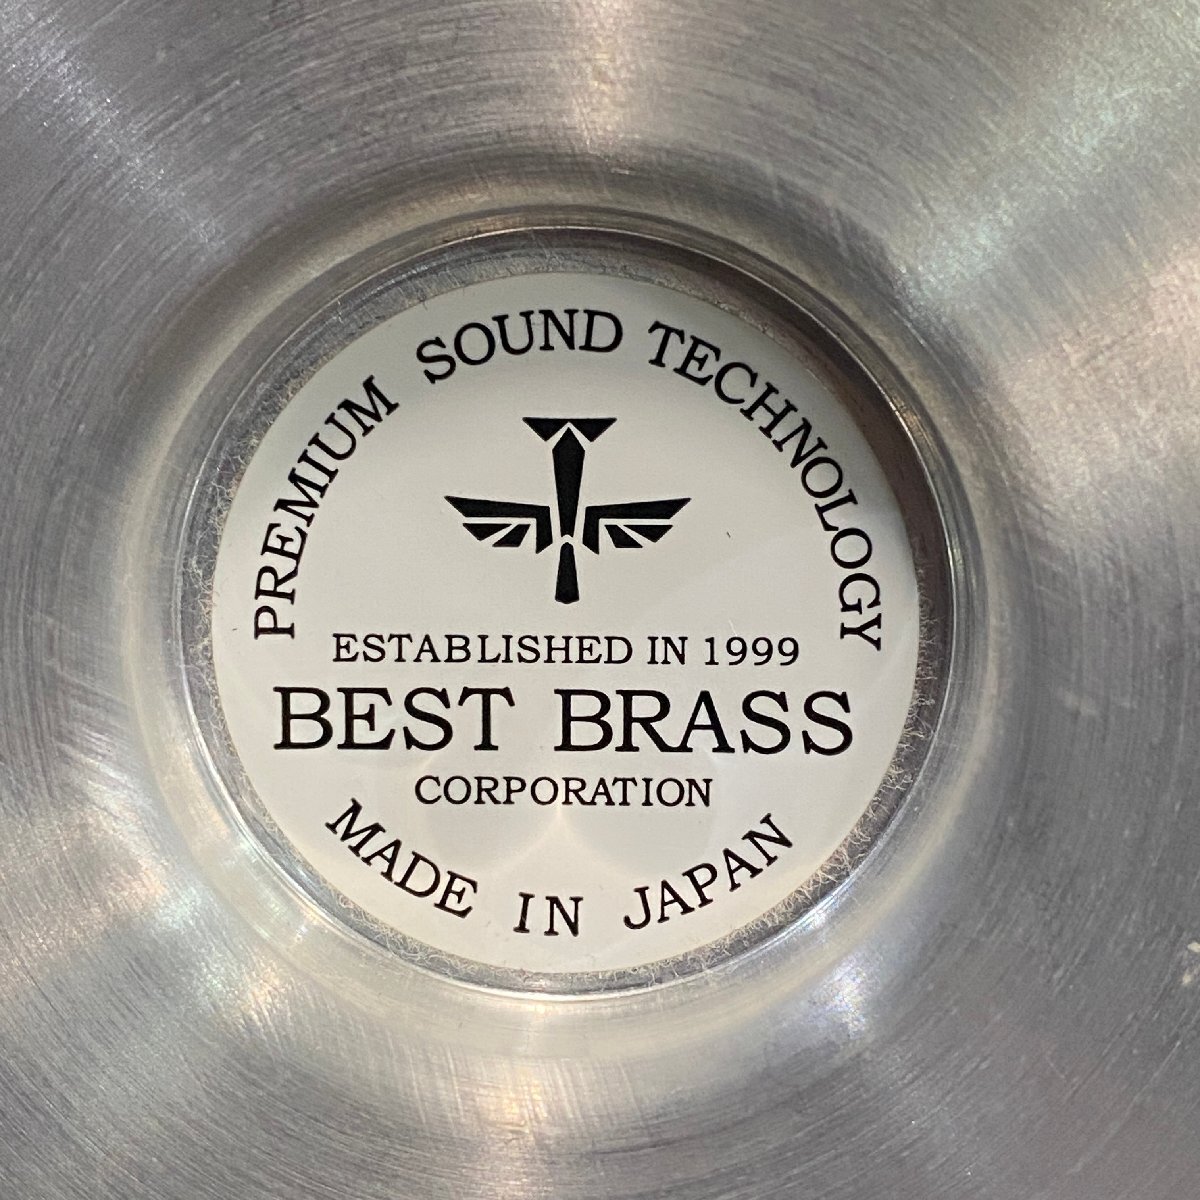 PREMIUM SOUND TECHNOLOGY
ESTABLISHED IN 1999
BEST BRASS
CORPORATION
MADE IN JAPAN